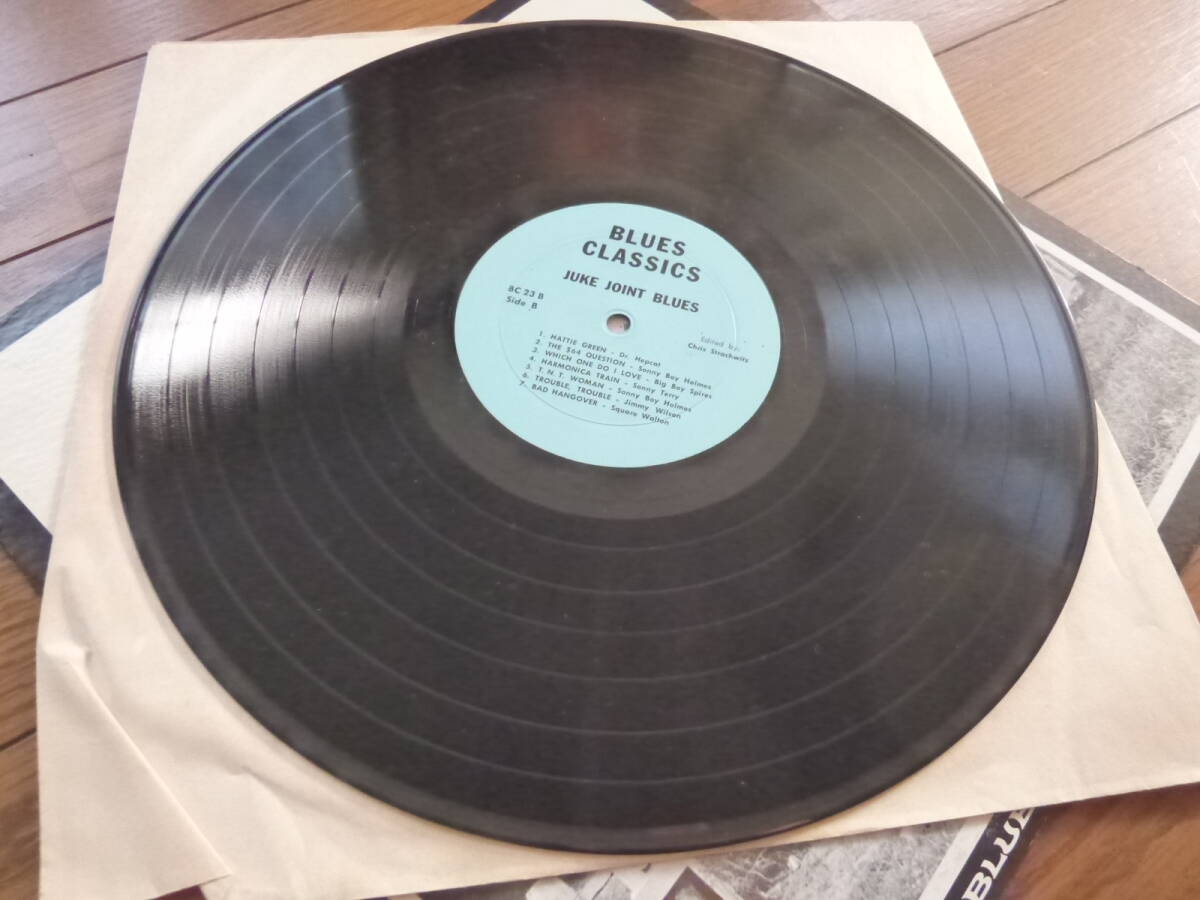 BLUES
CLASSICS
JUKE JOINT BLUES
BC 23 B
Side B
Edited by:
Chris Strachwitz
1. HATTIE GREEN - Dr. Hepcat
2. THE $64 QUESTION - Sonny Boy Holmes
3. WHICH ONE DO I LOVE - Big Boy Spires
4. HARMONICA TRAIN - Sonny Terry
5. T. N. T. WOMAN - Sonny Boy Holmes
6. TROUBLE, TROUBLE - Jimmy Wilson
7. BAD HANGOVER - Square Walton
BLUE